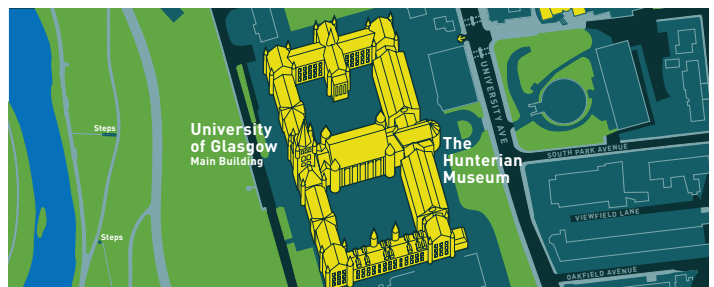 Steps
University
of Glasgow
Main Building
The
Hunterian
Museum
UNIVERSITY AVE
SOUTH PARK AVENUE
VIEWFIELD LANE
Steps
OAKFIELD AVENUE